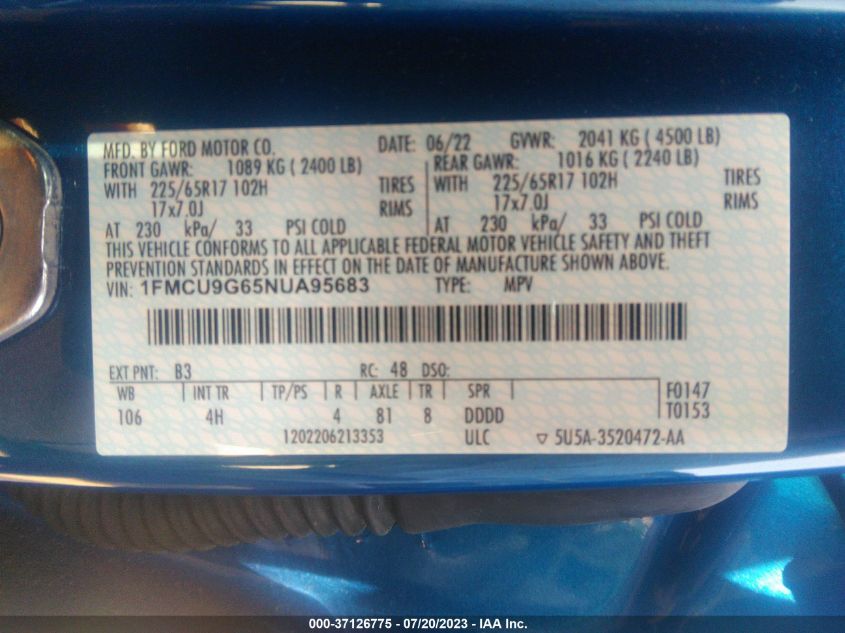 MFD. BY FORD MOTOR CO. DATE: 06/22 GVWR: 2041 KG ( 4500 LB)
FRONT GAWR: 1089 KG ( 2400 LB) REAR GAWR: 1016 KG ( 2240 LB)
WITH 225/65R17 102H TIRES WITH 225/65R17 102H TIRES
17x7.0J RIMS 17x7.0J RIMS
AT 230 kPa/ 33 PSI COLD AT 230 kPa/ 33 PSI COLD
THIS VEHICLE CONFORMS TO ALL APPLICABLE FEDERAL MOTOR VEHICLE SAFETY AND THEFT
PREVENTION STANDARDS IN EFFECT ON THE DATE OF MANUFACTURE SHOWN ABOVE.
VIN: 1FMCU9G65NUA95683 TYPE: MPV
EXT PNT: B3 RC: 48 DSO:
WB INT TR TP/PS R AXLE TR SPR F0147
106 4H 4 81 8 DDDD T0153
1202206213353 ULC ▽ 5U5A-3520472-AA
000-37126775 - 07/20/2023 - IAA Inc.